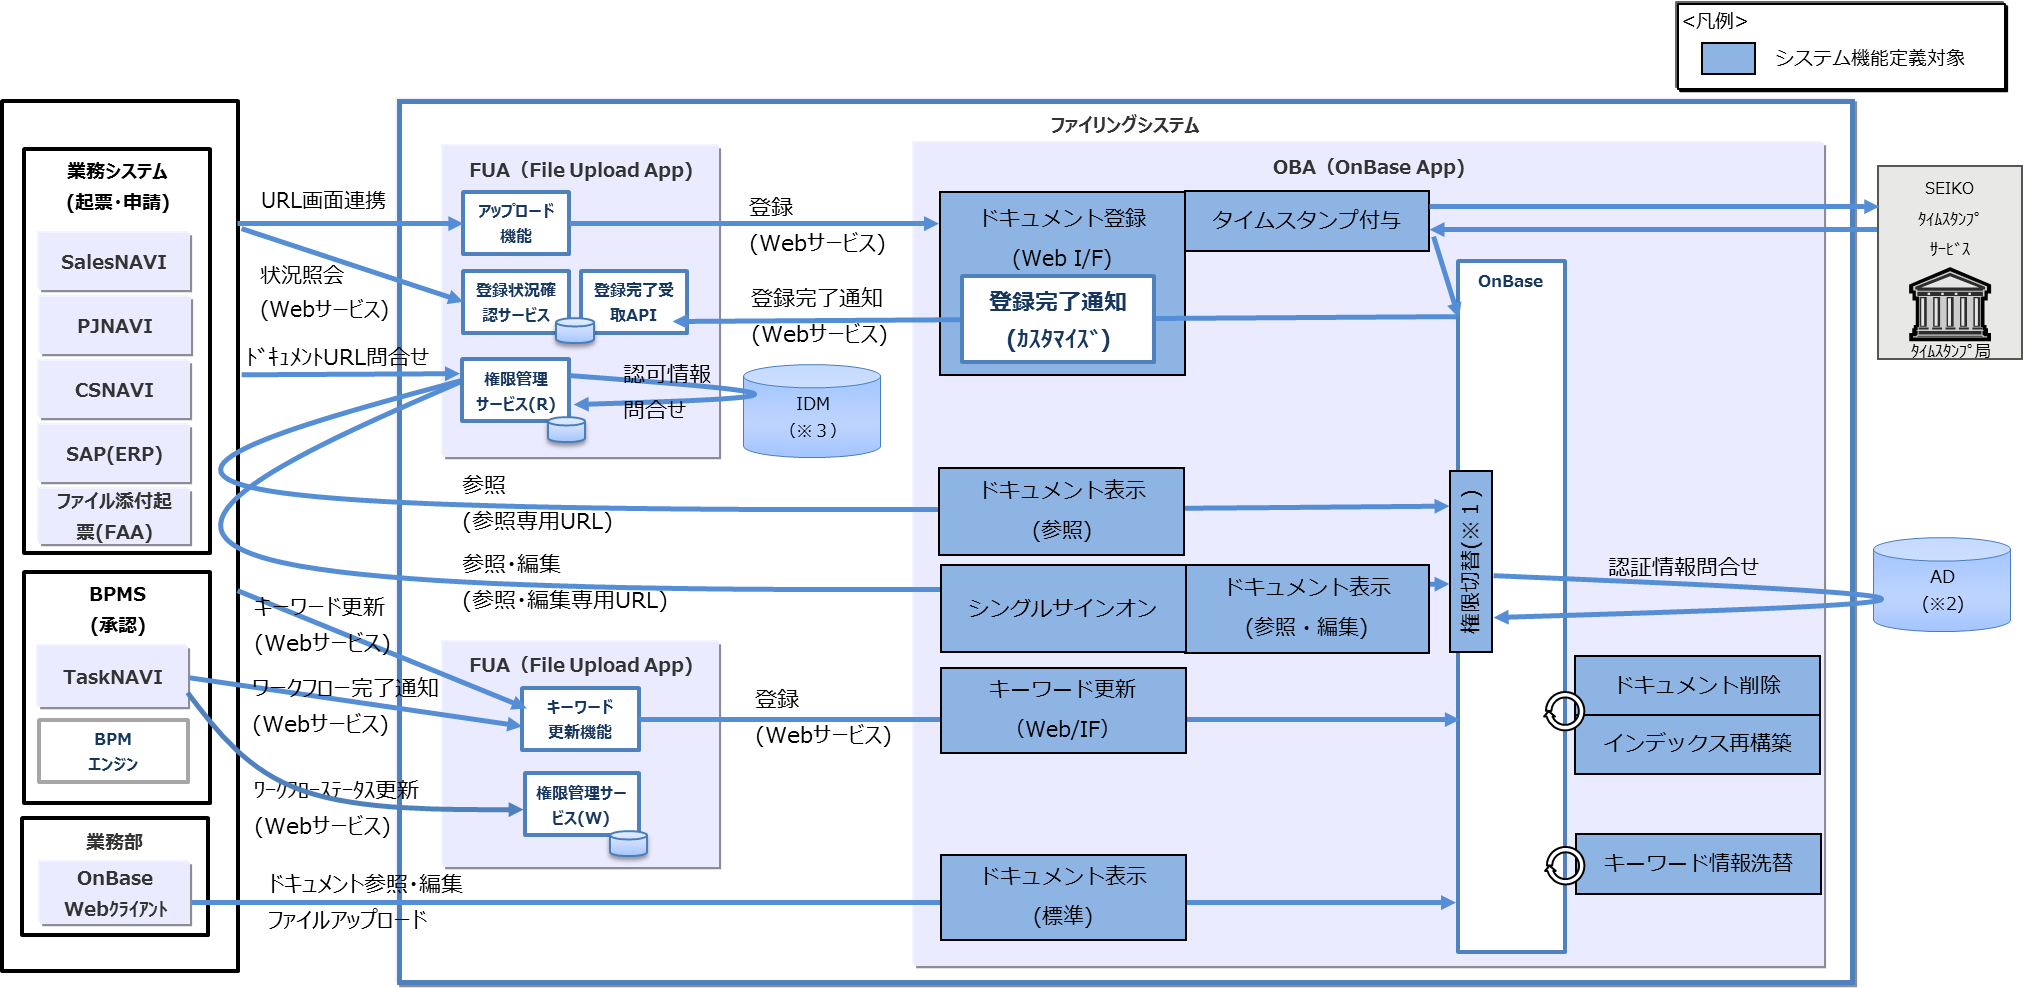 <凡例>
システム機能定義対象
ファイリングシステム
業務システム
(起票・申請)
SalesNAVI
PJNAVI
CSNAVI
SAP(ERP)
ファイル添付起
票(FAA)
BPMS
(承認)
TaskNAVI
BPM
エンジン
業務部
OnBase
Webｸﾗｲｱﾝﾄ
URL画面連携
状況照会
(Webサービス)
ﾄﾞｷｭﾒﾝﾄURL問合せ
FUA（File Upload App)
アップロード
機能
登録状況確
認サービス
登録完了受
取API
権限管理
サービス(R)
認可情報
問合せ
IDM
（※３）
登録
(Webサービス)
登録完了通知
(Webサービス)
OBA（OnBase App)
ドキュメント登録
(Web I/F)
タイムスタンプ付与
登録完了通知
(ｶｽﾀﾏｲｽﾞ)
OnBase
SEIKO
ﾀｲﾑｽﾀﾝﾌﾟ
ｻｰﾋﾞｽ
ﾀｲﾑｽﾀﾝﾌﾟ局
参照
(参照専用URL)
ドキュメント表示
(参照)
参照・編集
(参照・編集専用URL)
シングルサインオン
ドキュメント表示
(参照・編集)
権限切替(※１)
認証情報問合せ
AD
(※2)
キーワード更新
(Webサービス)
ワークフロー完了通知
(Webサービス)
ﾜｰｸﾌﾛｰｽﾃｰﾀｽ更新
(Webサービス)
FUA（File Upload App)
キーワード
更新機能
権限管理サー
ビス(W)
登録
(Webサービス)
キーワード更新
（Web/IF）
ドキュメント削除
インデックス再構築
キーワード情報洗替
ドキュメント参照・編集
ファイルアップロード
ドキュメント表示
(標準)